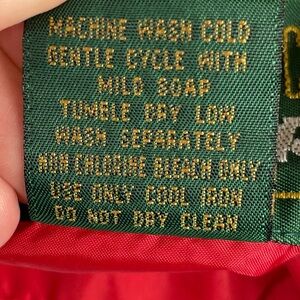 MACHINE WASH COLD
GENTLE CYCLE WITH
MILD SOAP
TUMBLE DRY LOW
WASH SEPARATELY
NON CHLORINE BLEACH ONLY
USE ONLY COOL IRON
DO NOT DRY CLEAN